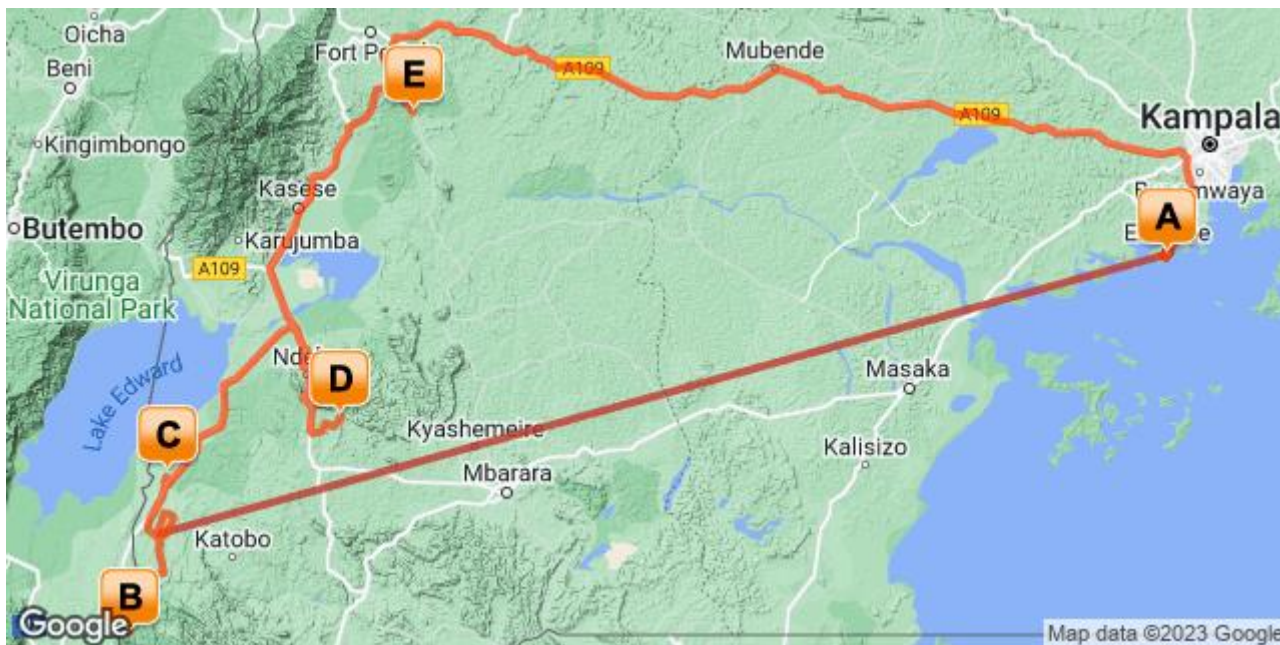 Oicha
Beni
Fort
Mubende
A109
E
Kampala
Kingimbongo
A109
Kasese
mwaya
A
Butembo
Karujumba
A109
Virunga
National Park
D
Masaka
Lake Edward
Kyashemeire
C
Kalisizo
Mbarara
Katobo
B
Google
Map data ©2023 Google